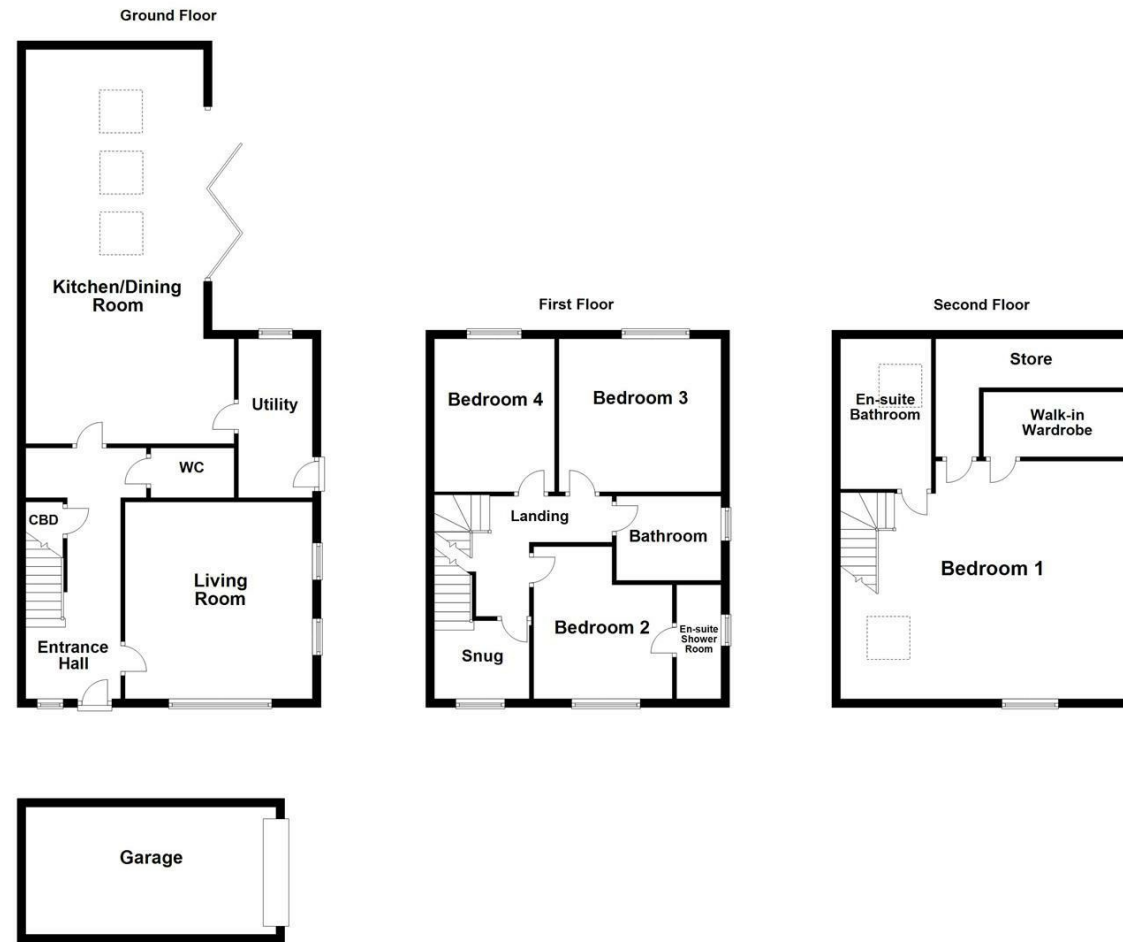 Ground Floor
Kitchen/Dining
Room
Utility
WC
CBD
Living
Room
Entrance
Hall
Garage
First Floor
Bedroom 4
Bedroom 3
Landing
Bathroom
Bedroom 2
En-suite
Shower
Room
Snug
Second Floor
Store
En-suite
Bathroom
Walk-in
Wardrobe
Bedroom 1